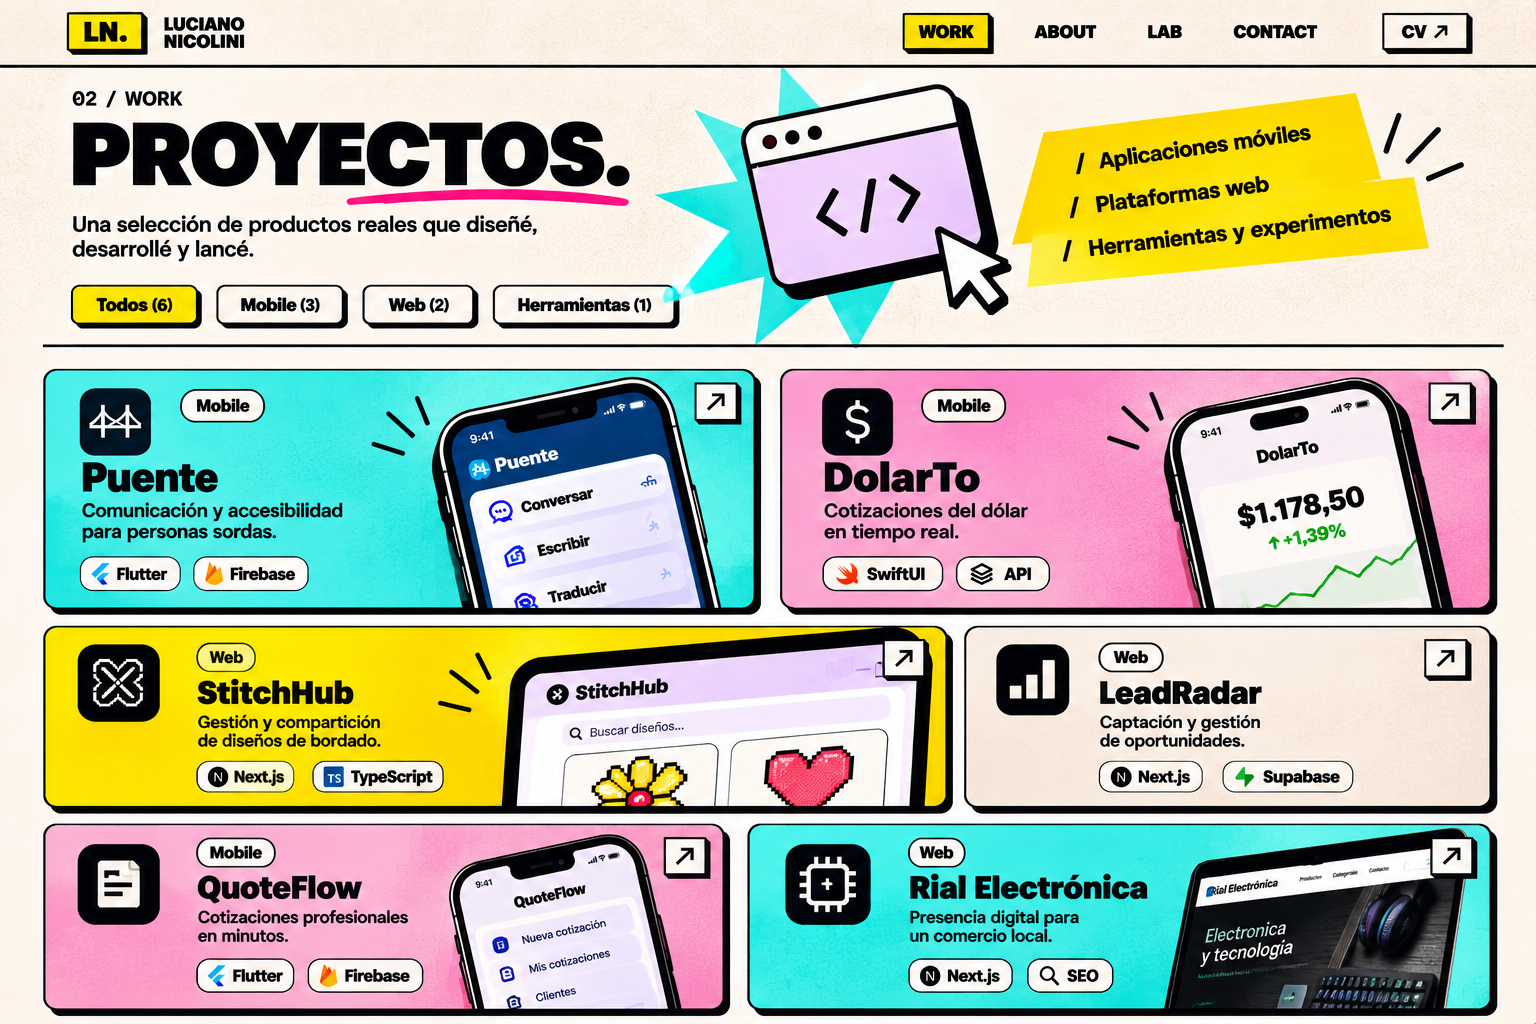 LN.
LUCIANO
NICOLINI
WORK
ABOUT
LAB
CONTACT
CV
02 / WORK
PROYECTOS.
Una selección de productos reales que diseñé,
desarrollé y lancé.
Todos (6)
Mobile (3)
Web (2)
Herramientas (1)
</>
/ Aplicaciones móviles
/ Plataformas web
/ Herramientas y experimentos
Mobile
Puente
Comunicación y accesibilidad
para personas sordas.
Flutter
Firebase
9:41
Puente
Conversar
Escribir
Traducir
$
Mobile
DolarTo
Cotizaciones del dólar
en tiempo real.
SwiftUI
API
9:41
DolarTo
$1.178,50
+1,39%
Web
StitchHub
Gestión y compartición
de diseños de bordado.
N Next.js
TS TypeScript
StitchHub
Buscar diseños...
Web
LeadRadar
Captación y gestión
de oportunidades.
N Next.js
Supabase
Mobile
QuoteFlow
Cotizaciones profesionales
en minutos.
Flutter
Firebase
9:41
QuoteFlow
Nueva cotización
Mis cotizaciones
Clientes
Web
Rial Electrónica
Presencia digital para
un comercio local.
N Next.js
SEO
Rial Electrónica
Productos
Categorías
Contacto
Electronica
y tecnología